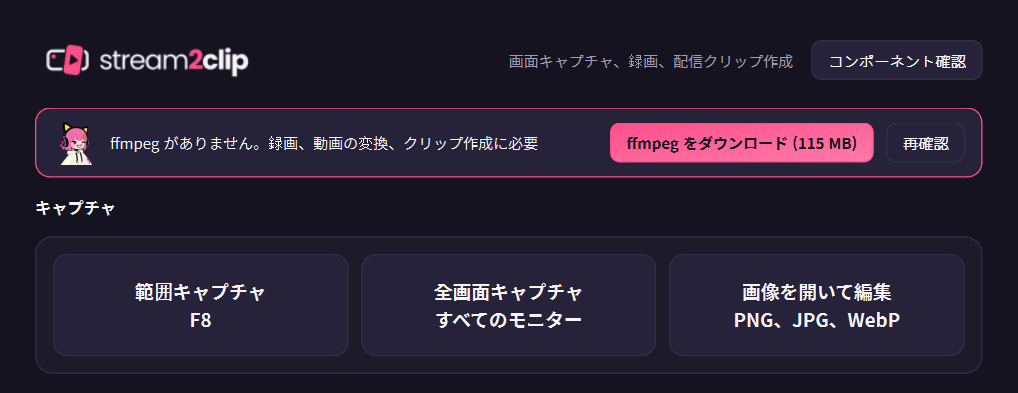 stream2clip
画面キャプチャ、録画、配信クリップ作成
コンポーネント確認
ffmpeg がありません。録画、動画の変換、クリップ作成に必要
ffmpeg をダウンロード (115 MB)
再確認
キャプチャ
範囲キャプチャ
F8
全画面キャプチャ
すべてのモニター
画像を開いて編集
PNG、JPG、WebP